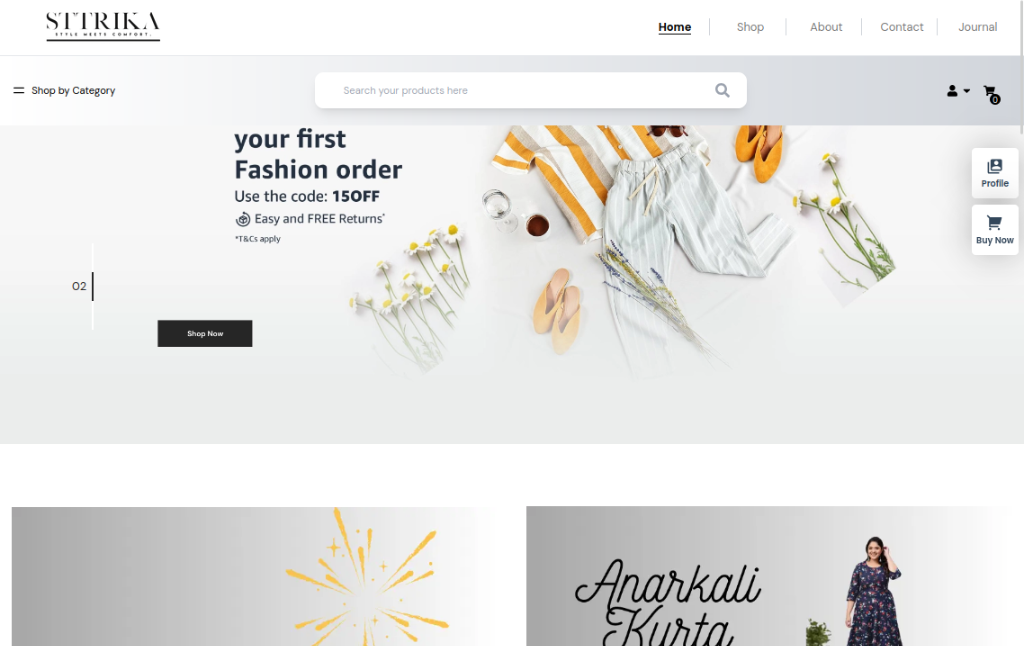 STTRIKA
STYLE MEETS COMFORT.
Home
Shop
About
Contact
Journal
Shop by Category
Search your products here
0
your first
Fashion order
Use the code: 15OFF
Easy and FREE Returns*
*T&Cs apply
Profile
Buy Now
02
Shop Now
Anarkali
Kurta